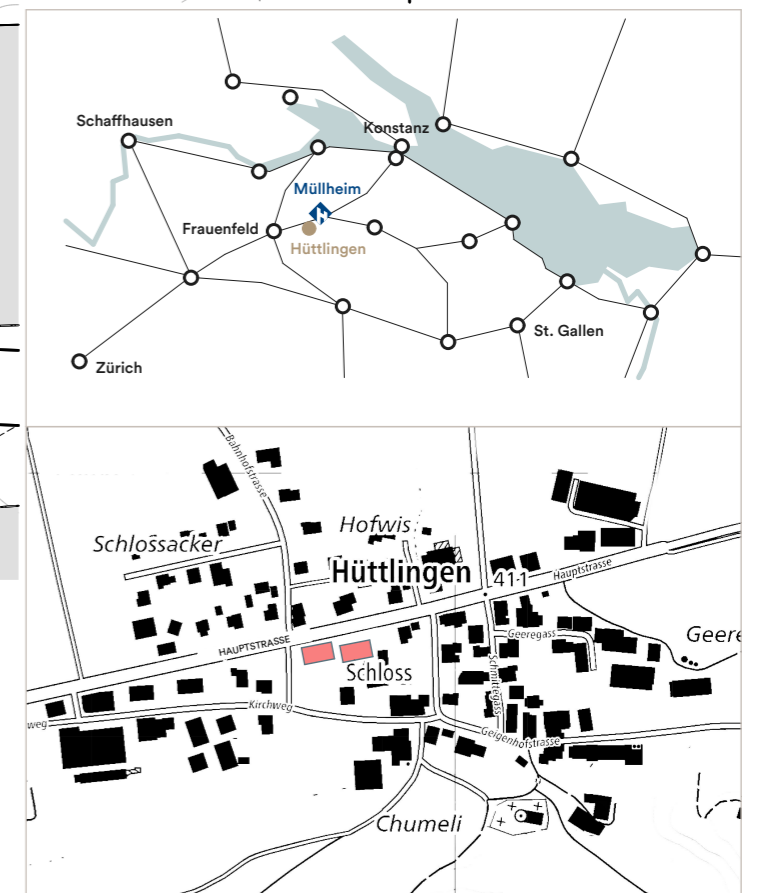 Schaffhausen
Konstanz
Müllheim
Frauenfeld
Hüttlingen
St. Gallen
Zürich
Bahnhofstrasse
Schlossacker
Hofwis
Hüttlingen
411
Hauptstrasse
HAUPTSTRASSE
Geeregass
Geere
Schloss
Schmittegass
Kirchweg
weg
Geigenhofstrasse
Chumeli